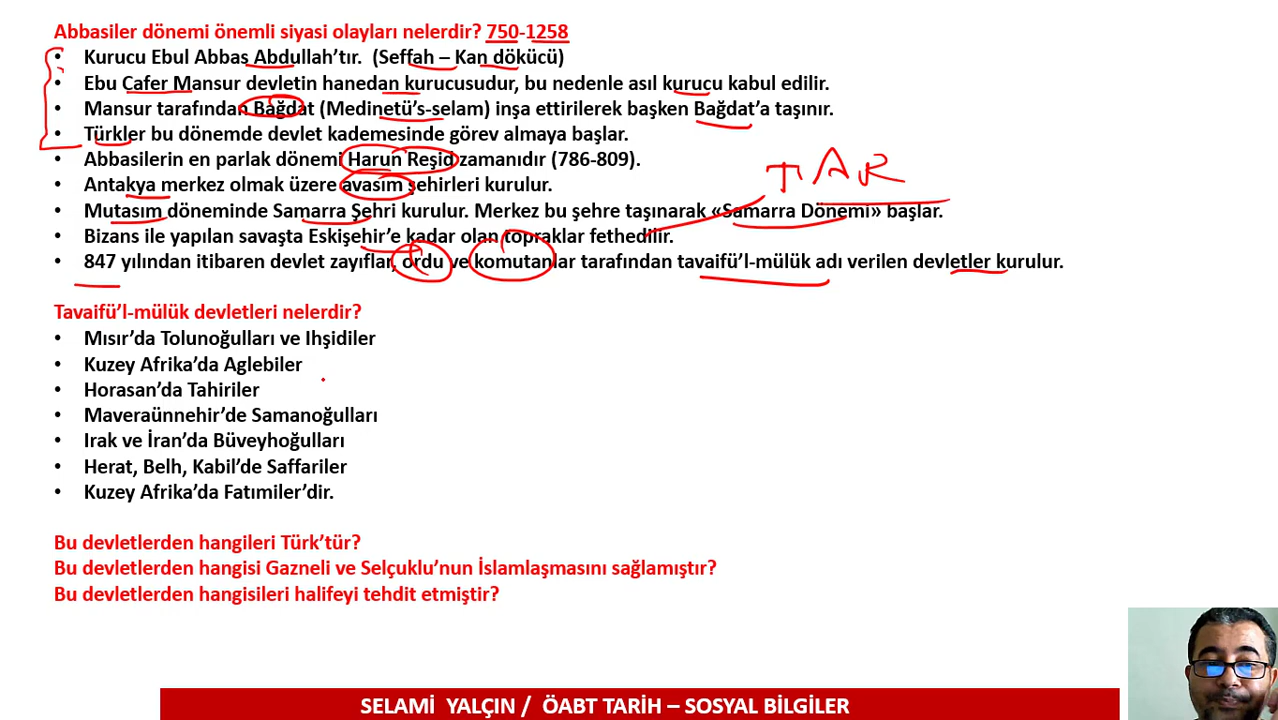 Abbasiler dönemi önemli siyasi olayları nelerdir? 750-1258
• Kurucu Ebul Abbas Abdullah’tır. (Seffah – Kan dökücü)
• Ebu Cafer Mansur devletin hanedan kurucusudur, bu nedenle asıl kurucu kabul edilir.
• Mansur tarafından Bağdat (Medinetü’s-selam) inşa ettirilerek başken Bağdat’a taşınır.
• Türkler bu dönemde devlet kademesinde görev almaya başlar.
• Abbasilerin en parlak dönemi Harun Reşid zamanıdır (786-809).
TAR
• Antakya merkez olmak üzere avasım şehirleri kurulur.
• Mutasım döneminde Samarra Şehri kurulur. Merkez bu şehre taşınarak «Samarra Dönemi» başlar.
• Bizans ile yapılan savaşta Eskişehir’e kadar olan topraklar fethedilir.
• 847 yılından itibaren devlet zayıflar, ordu ve komutanlar tarafından tavaifü’l-mülük adı verilen devletler kurulur.
Tavaifü’l-mülük devletleri nelerdir?
• Mısır’da Tolunoğulları ve Ihşidiler
• Kuzey Afrika’da Aglebiler
• Horasan’da Tahiriler
• Maveraünnehir’de Samanoğulları
• Irak ve İran’da Büveyhoğulları
• Herat, Belh, Kabil’de Saffariler
• Kuzey Afrika’da Fatımiler’dir.
Bu devletlerden hangileri Türk’tür?
Bu devletlerden hangisi Gazneli ve Selçuklu’nun İslamlaşmasını sağlamıştır?
Bu devletlerden hangisileri halifeyi tehdit etmiştir?
SELAMİ YALÇIN / ÖABT TARİH – SOSYAL BİLGİLER